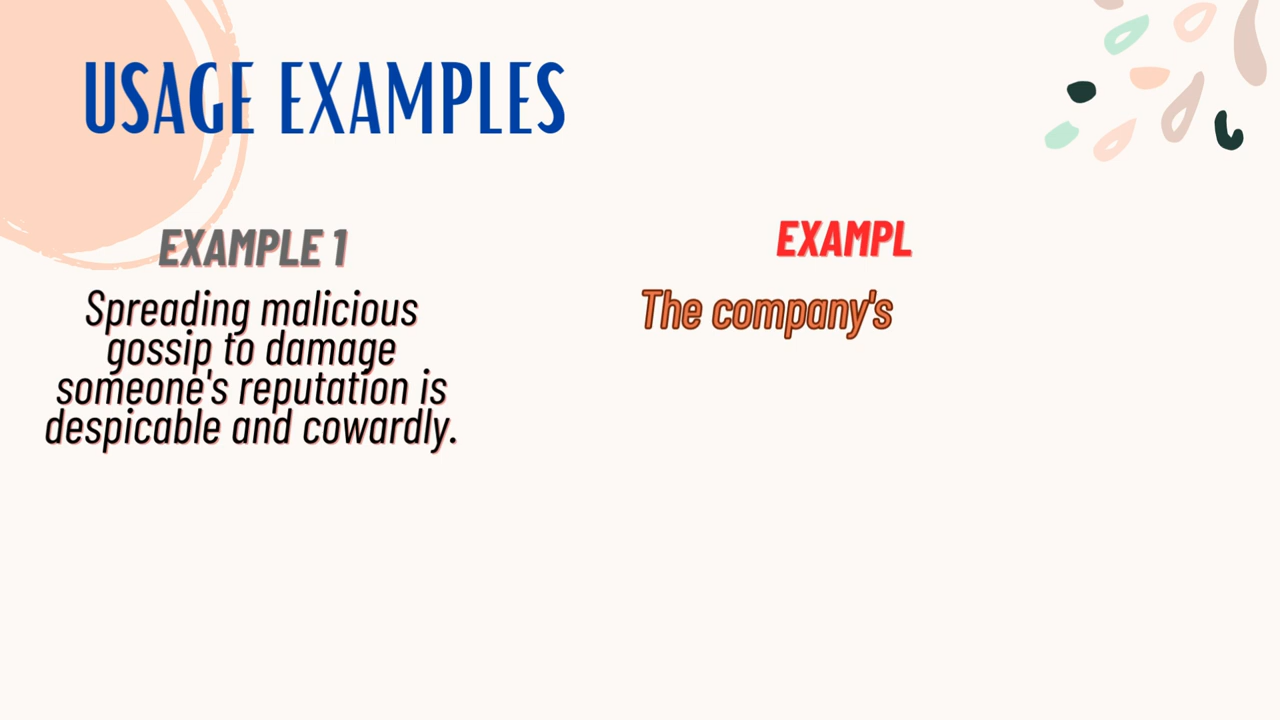 USAGE EXAMPLES
EXAMPLE 1
Spreading malicious
gossip to damage
someone's reputation is
despicable and cowardly.
EXAMPL
The company's